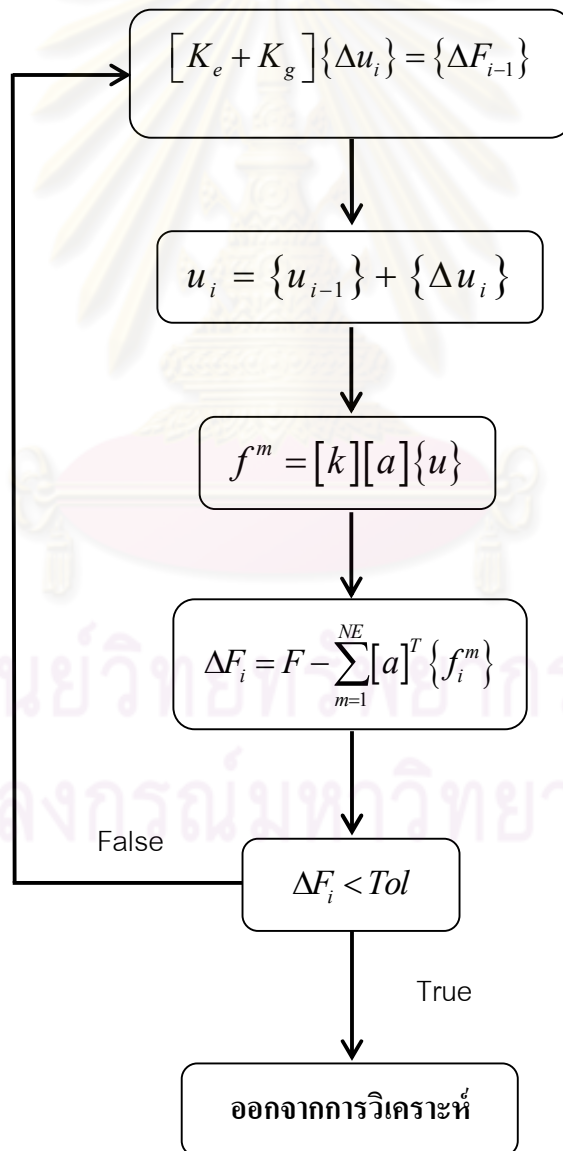 [K_e + K_g]{Δu_i} = {ΔF_{i−1}}
u_i = {u_{i−1}} + {Δu_i}
f^m = [k][a]{u}
ΔF_i = F − ∑_{m=1}^{NE} [a]^T {f_i^m}
False
ΔF_i < Tol
True
ออกจากการวิเคราะห์